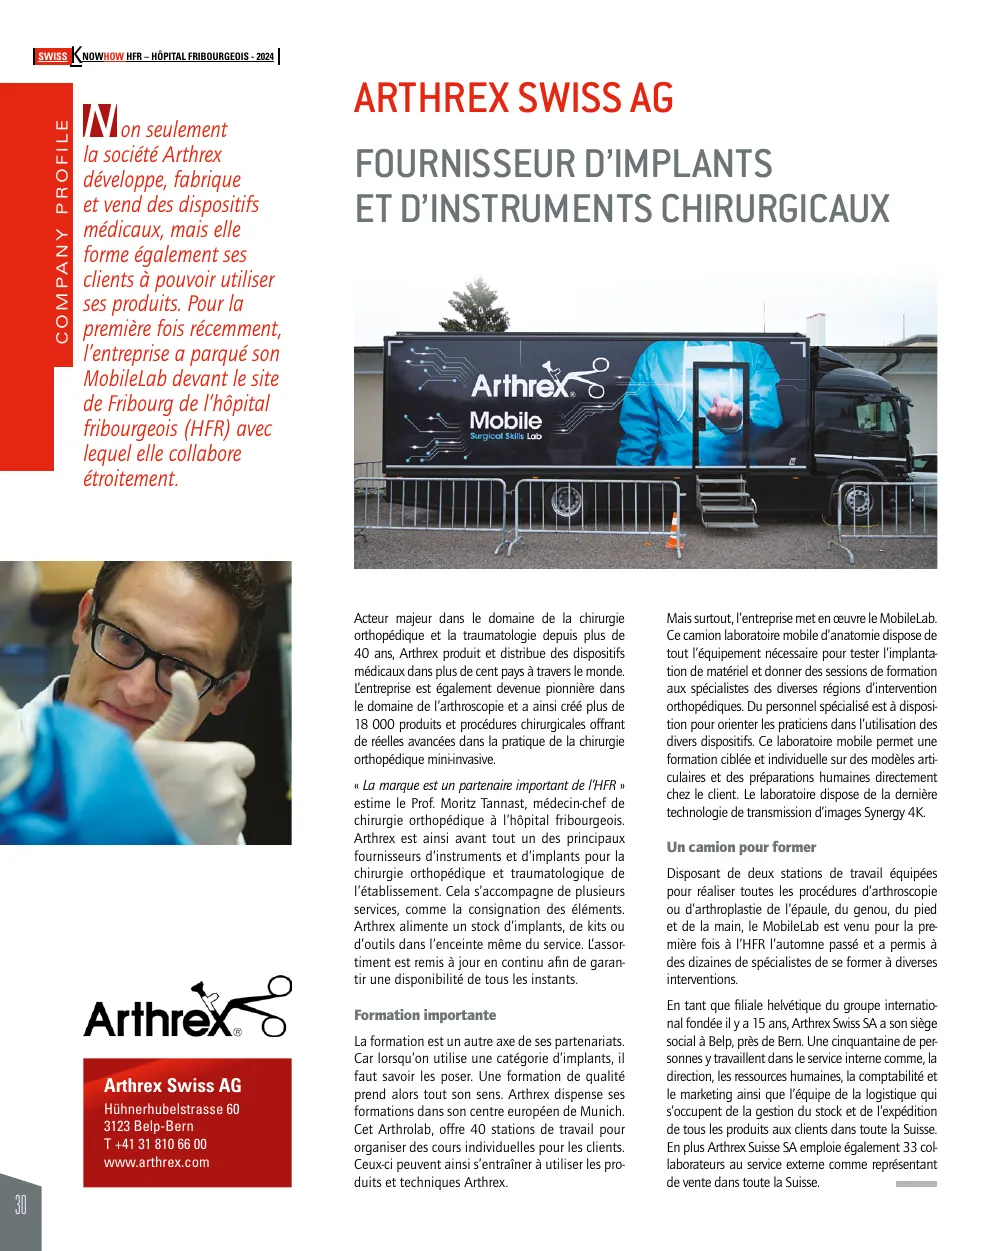 SWISS KNOWHOW HFR – HÔPITAL FRIBOURGEOIS - 2024
COMPANY PROFILE
Non seulement
la société Arthrex
développe, fabrique
et vend des dispositifs
médicaux, mais elle
forme également ses
clients à pouvoir utiliser
ses produits. Pour la
première fois récemment,
l’entreprise a parqué son
MobileLab devant le site
de Fribourg de l’hôpital
fribourgeois (HFR) avec
lequel elle collabore
étroitement.
ARTHREX SWISS AG
FOURNISSEUR D’IMPLANTS
ET D’INSTRUMENTS CHIRURGICAUX
Arthrex®
Mobile
Surgical Skills Lab
Acteur majeur dans le domaine de la chirurgie
orthopédique et la traumatologie depuis plus de
40 ans, Arthrex produit et distribue des dispositifs
médicaux dans plus de cent pays à travers le monde.
L’entreprise est également devenue pionnière dans
le domaine de l’arthroscopie et a ainsi créé plus de
18 000 produits et procédures chirurgicales offrant
de réelles avancées dans la pratique de la chirurgie
orthopédique mini-invasive.
« La marque est un partenaire important de l’HFR »
estime le Prof. Moritz Tannast, médecin-chef de
chirurgie orthopédique à l’hôpital fribourgeois.
Arthrex est ainsi avant tout un des principaux
fournisseurs d’instruments et d’implants pour la
chirurgie orthopédique et traumatologique de
l’établissement. Cela s’accompagne de plusieurs
services, comme la consignation des éléments.
Arthrex alimente un stock d’implants, de kits ou
d’outils dans l’enceinte même du service. L’assor-
timent est remis à jour en continu afin de garan-
tir une disponibilité de tous les instants.
Formation importante
La formation est un autre axe de ses partenariats.
Car lorsqu’on utilise une catégorie d’implants, il
faut savoir les poser. Une formation de qualité
prend alors tout son sens. Arthrex dispense ses
formations dans son centre européen de Munich.
Cet Arthrolab, offre 40 stations de travail pour
organiser des cours individuelles pour les clients.
Ceux-ci peuvent ainsi s’entraîner à utiliser les pro-
duits et techniques Arthrex.
Mais surtout, l’entreprise met en œuvre le MobileLab.
Ce camion laboratoire mobile d’anatomie dispose de
tout l’équipement nécessaire pour tester l’implanta-
tion de matériel et donner des sessions de formation
aux spécialistes des diverses régions d’intervention
orthopédiques. Du personnel spécialisé est à disposi-
tion pour orienter les praticiens dans l’utilisation des
divers dispositifs. Ce laboratoire mobile permet une
formation ciblée et individuelle sur des modèles arti-
culaires et des préparations humaines directement
chez le client. Le laboratoire dispose de la dernière
technologie de transmission d’images Synergy 4K.
Un camion pour former
Disposant de deux stations de travail équipées
pour réaliser toutes les procédures d’arthroscopie
ou d’arthroplastie de l’épaule, du genou, du pied
et de la main, le MobileLab est venu pour la pre-
mière fois à l’HFR l’automne passé et a permis à
des dizaines de spécialistes de se former à diverses
interventions.
En tant que filiale helvétique du groupe internatio-
nal fondée il y a 15 ans, Arthrex Swiss SA a son siège
social à Belp, près de Bern. Une cinquantaine de per-
sonnes y travaillent dans le service interne comme, la
direction, les ressources humaines, la comptabilité et
le marketing ainsi que l’équipe de la logistique qui
s’occupent de la gestion du stock et de l’expédition
de tous les produits aux clients dans toute la Suisse.
En plus Arthrex Suisse SA emploie également 33 col-
laborateurs au service externe comme représentant
de vente dans toute la Suisse.
Arthrex®
Arthrex Swiss AG
Hühnerhubelstrasse 60
3123 Belp-Bern
T +41 31 810 66 00
www.arthrex.com
30